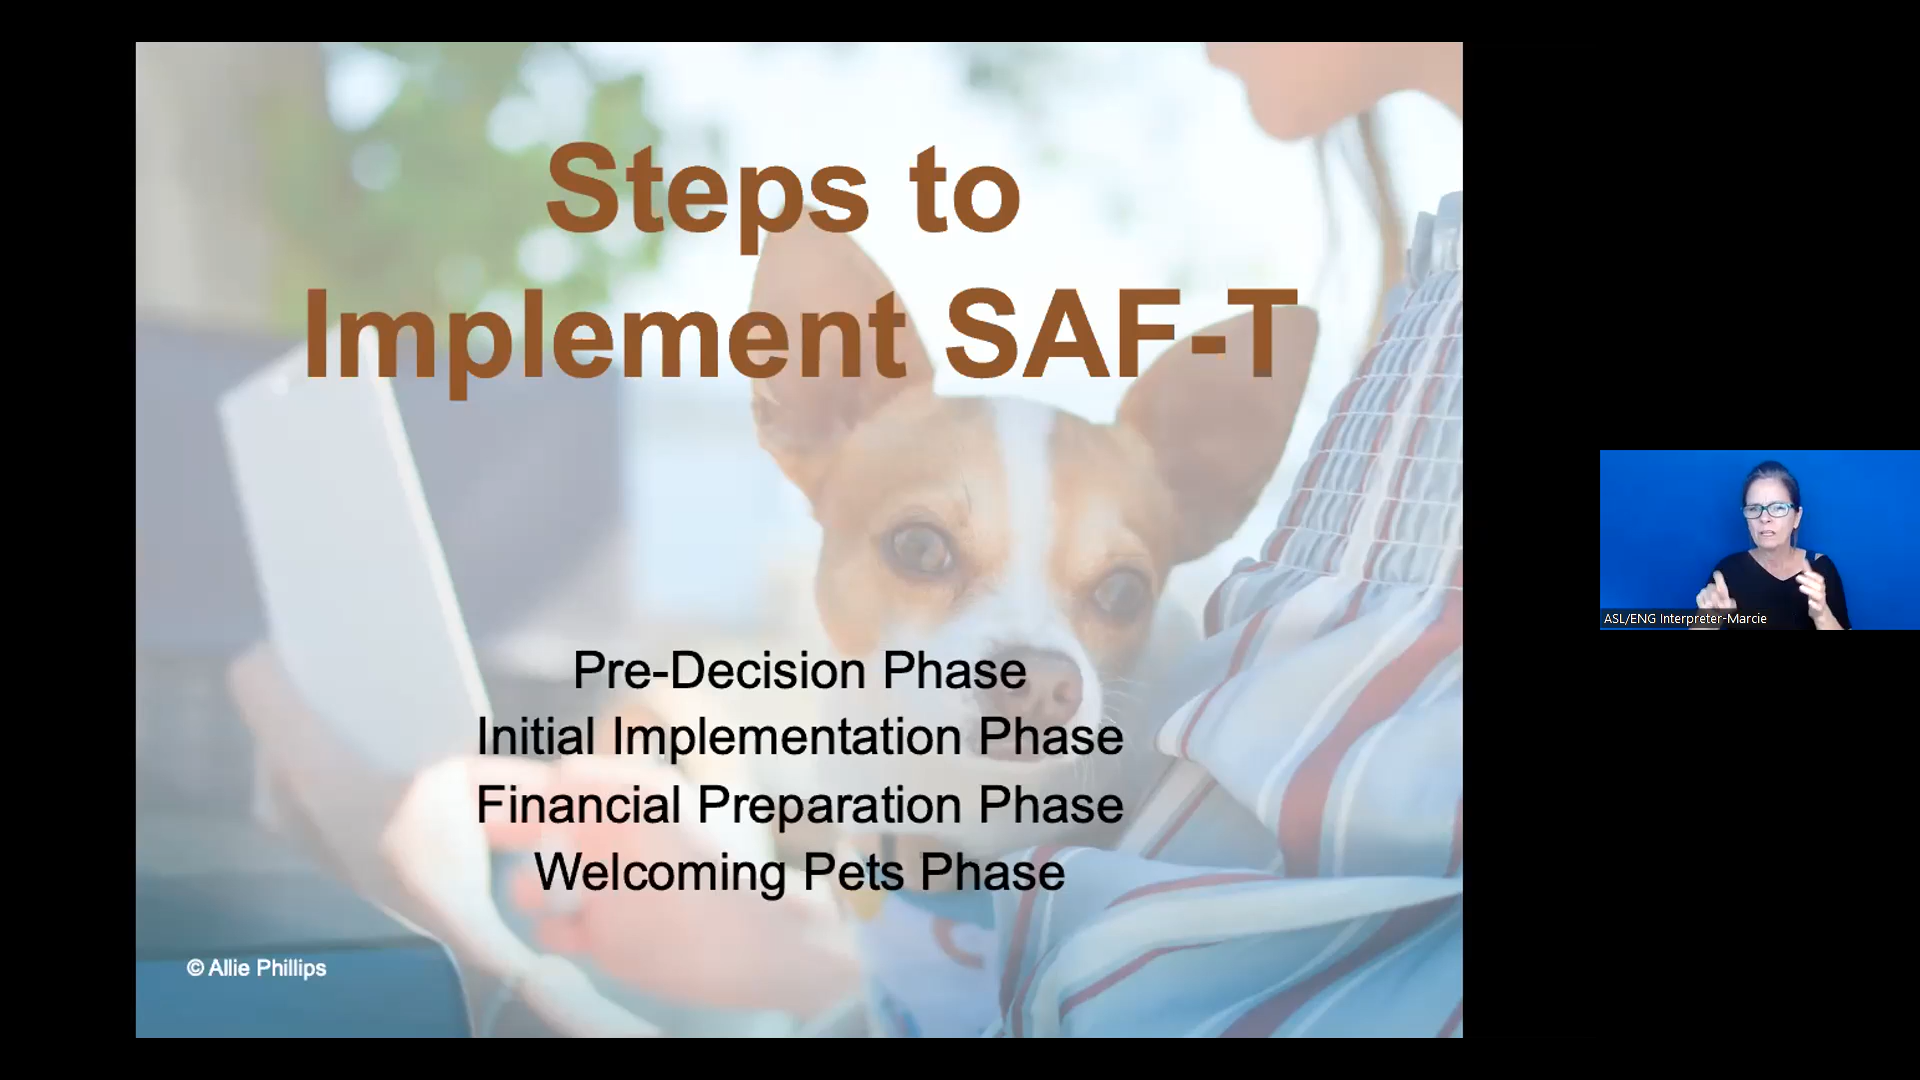 Steps to
Implement SAF-T
Pre-Decision Phase
Initial Implementation Phase
Financial Preparation Phase
Welcoming Pets Phase
© Allie Phillips
ASL/ENG Interpreter-Marcie